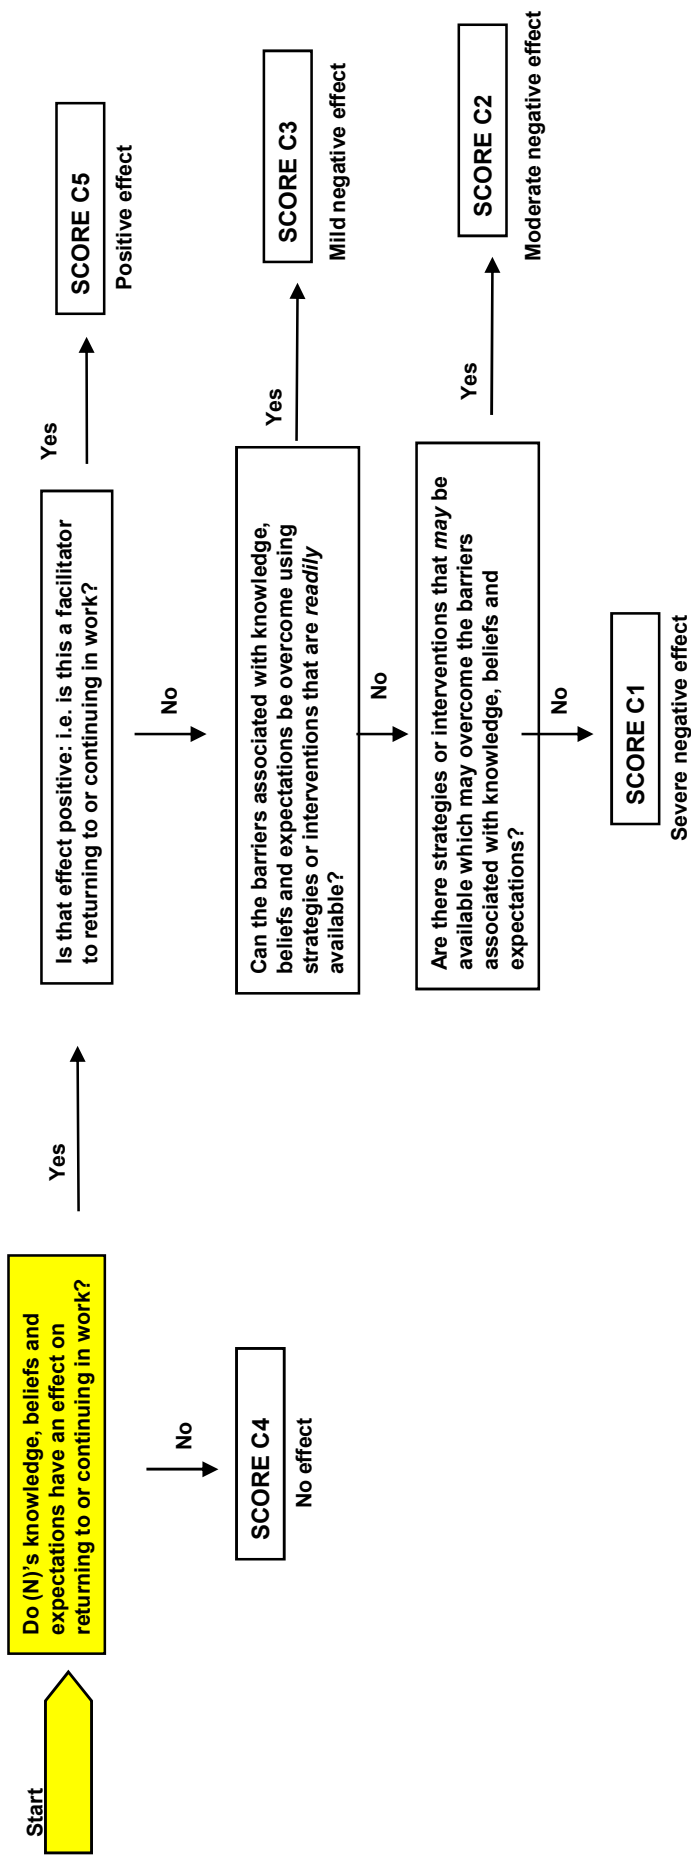 Start
Do (N)'s knowledge, beliefs and
expectations have an effect on
returning to or continuing in work?
Yes
Is that effect positive: i.e. is this a facilitator
to returning to or continuing in work?
Yes
SCORE C5
Positive effect
No
SCORE C4
No effect
No
Can the barriers associated with knowledge,
beliefs and expectations be overcome using
strategies or interventions that are readily
available?
Yes
SCORE C3
Mild negative effect
No
Are there strategies or interventions that may be
available which may overcome the barriers
associated with knowledge, beliefs and
expectations?
Yes
SCORE C2
Moderate negative effect
No
SCORE C1
Severe negative effect